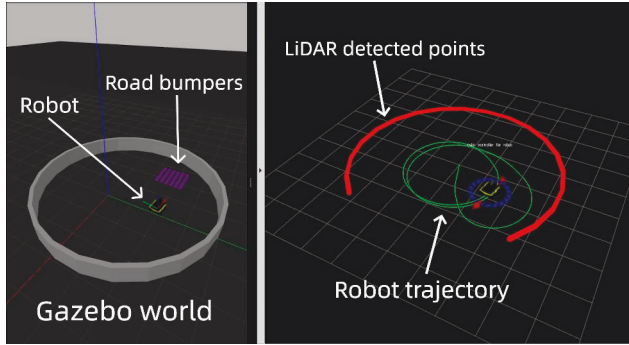 Road bumpers
Robot
Gazebo world
LiDAR detected points
Robot trajectory